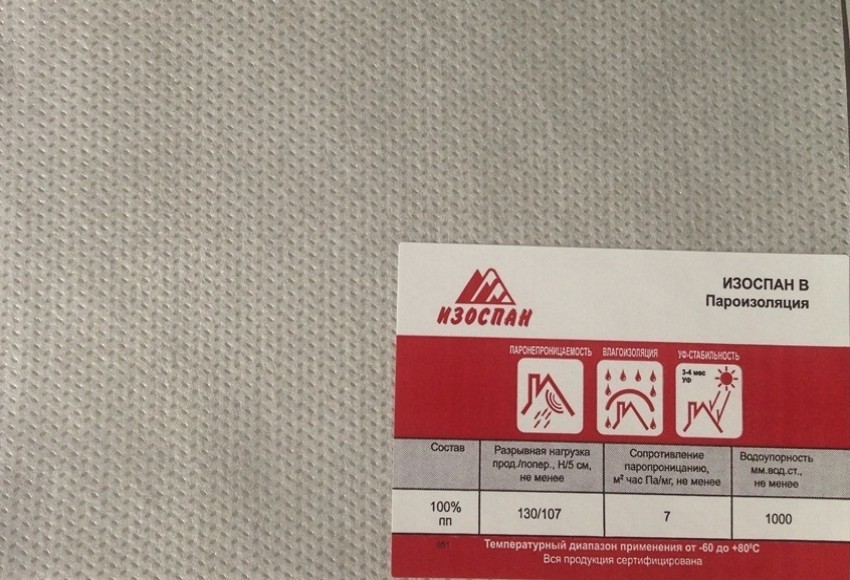 ИЗОСПАН
ИЗОСПАН В
Пароизоляция
ПАРОНЕПРОНИЦАЕМОСТЬ ВЛАГОИЗОЛЯЦИЯ УФ-СТАБИЛЬНОСТЬ
3-4 мес
УФ
Состав
Разрывная нагрузка
прод./попер., Н/5 см,
не менее
Сопротивление
паропроницанию,
м² час Па/мг, не менее
Водоупорность
мм.вод.ст.,
не менее
100%
пп
130/107
7
1000
Температурный диапазон применения от -60 до +80⁰С
Вся продукция сертифицирована